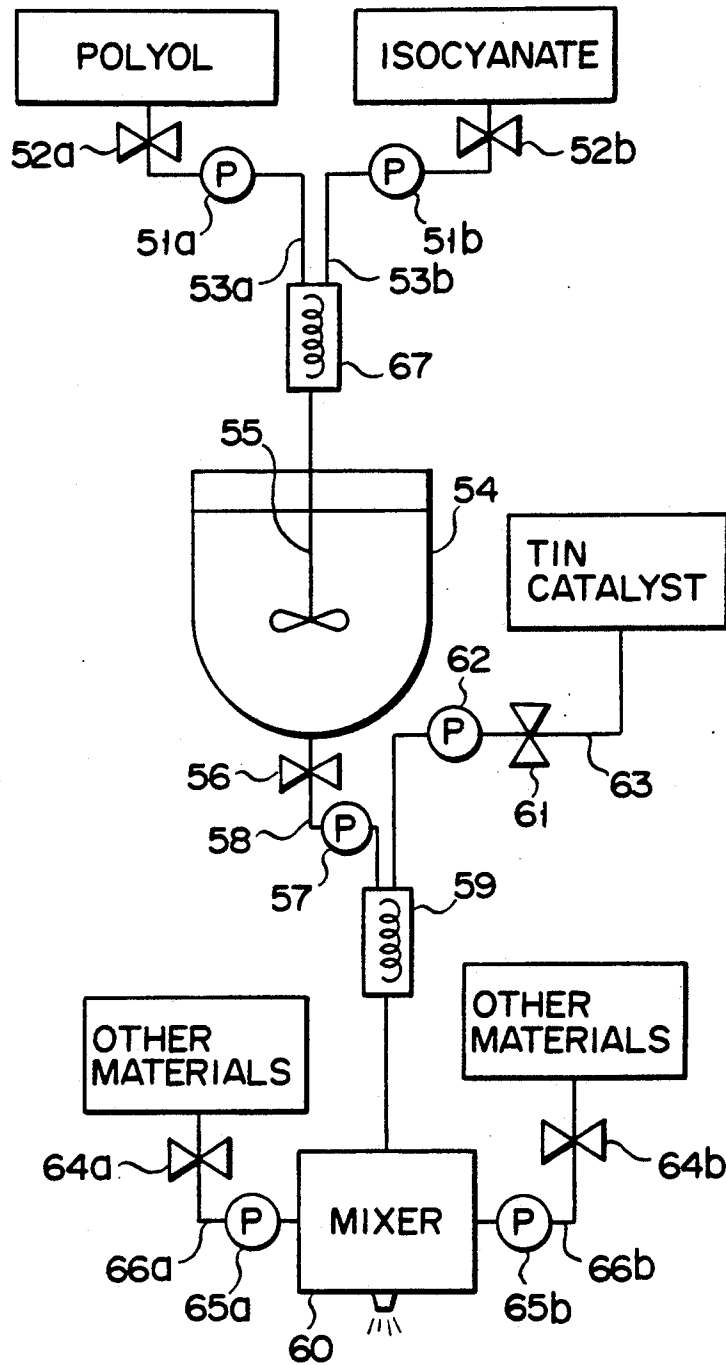 POLYOL
ISOCYANATE
52a
P
P
52b
51a
51b
53a
53b
67
55
54
TIN
CATALYST
62
P
56
61
63
58
P
57
59
OTHER
MATERIALS
OTHER
MATERIALS
64a
64b
MIXER
P
P
66a
66b
65a
65b
60